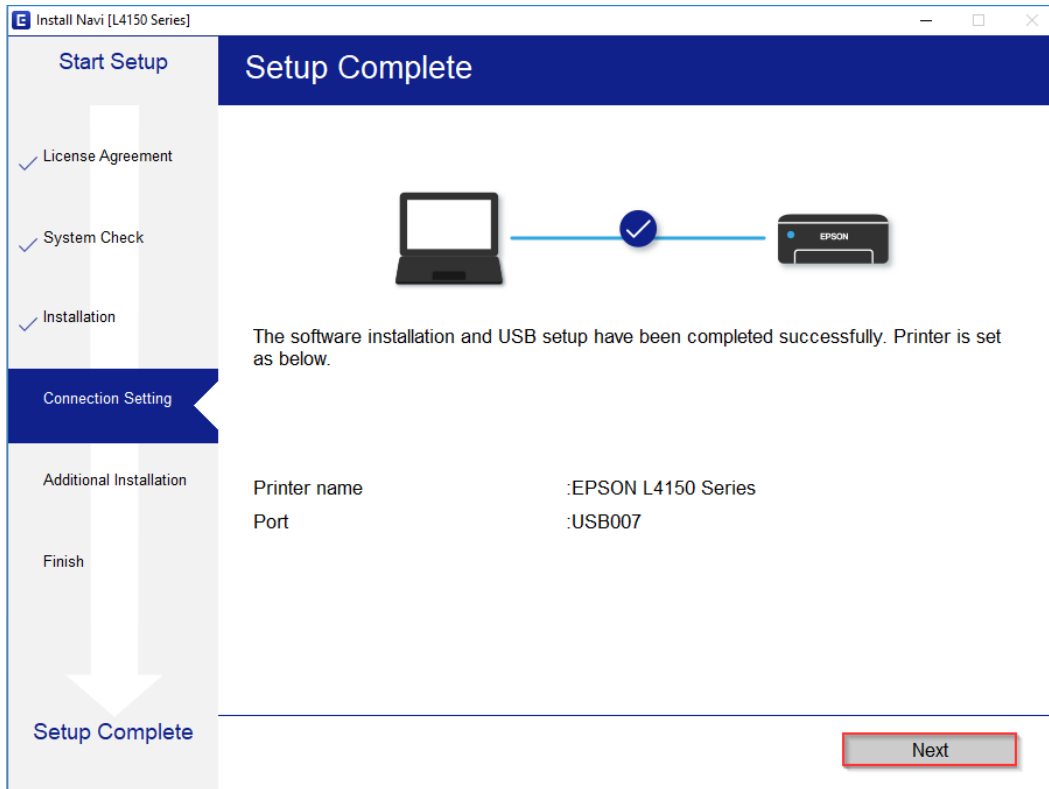 E Install Navi [L4150 Series]
Start Setup
License Agreement
System Check
Installation
Connection Setting
Additional Installation
Finish
Setup Complete
Setup Complete
EPSON
The software installation and USB setup have been completed successfully. Printer is set
as below.
Printer name :EPSON L4150 Series
Port :USB007
Next